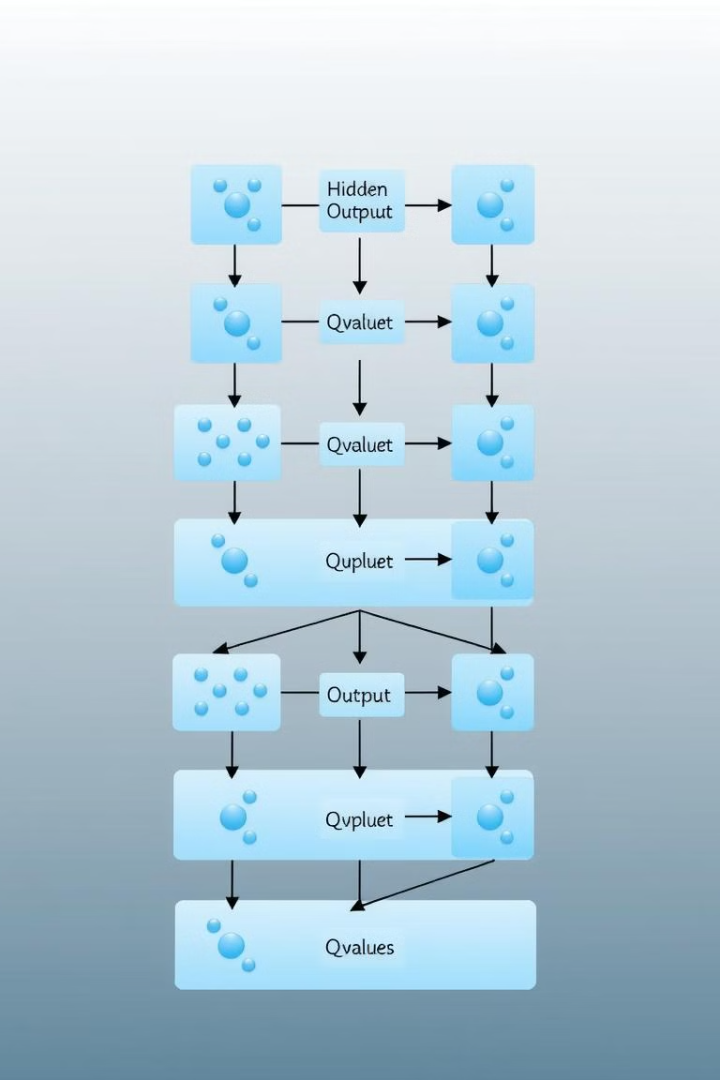 Hidden
Output
Qvaluet
Qvaluet
Qupluet
Output
Qvpluet
Qvalues